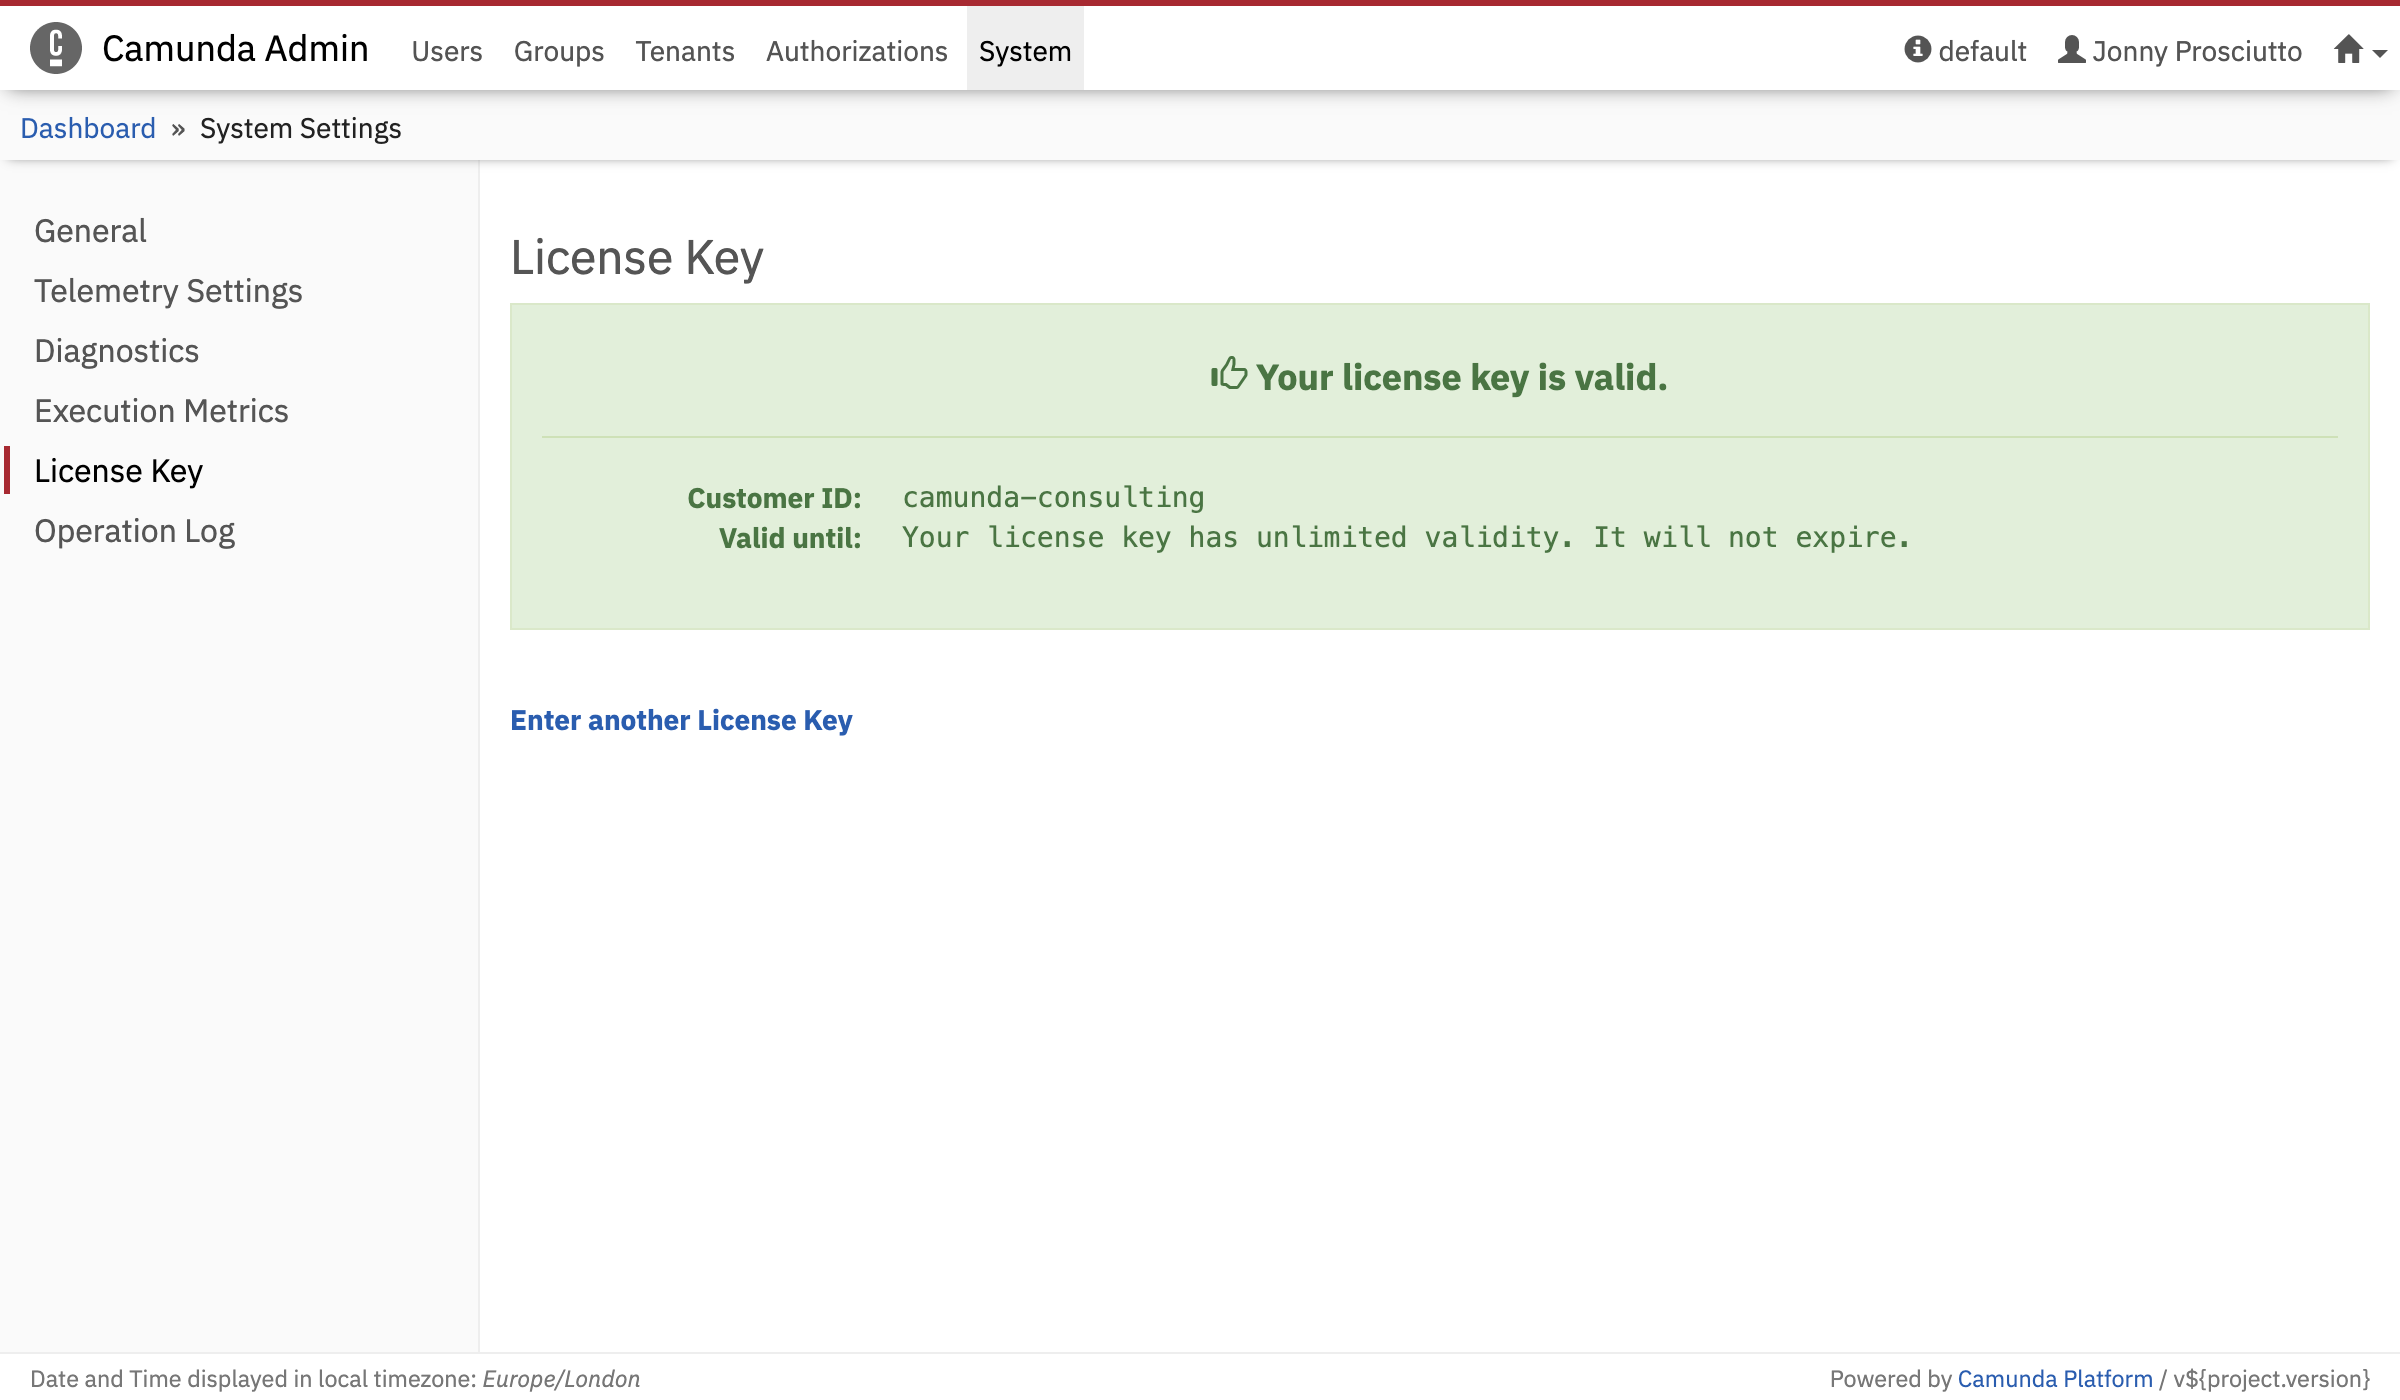 Camunda Admin Users Groups Tenants Authorizations System default Jonny Prosciutto
Dashboard » System Settings
General
Telemetry Settings
Diagnostics
Execution Metrics
License Key
Operation Log
License Key
Your license key is valid.
Customer ID: camunda-consulting
Valid until: Your license key has unlimited validity. It will not expire.
Enter another License Key
Date and Time displayed in local timezone: Europe/London
Powered by Camunda Platform / v${project.version}